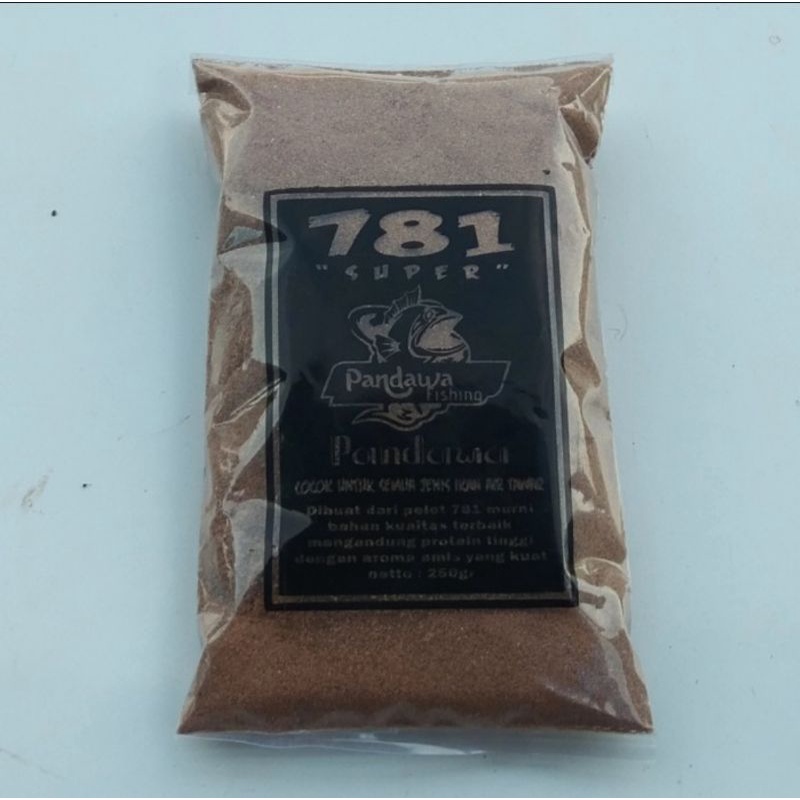 781
"SUPER"
Pandawa
Fishing
Pandawa
COCOK UNTUK SEMUA JENIS IKAN AIR TAWAR
Dibuat dari pelet 781 murni
bahan kualitas terbaik
mengandung protein tinggi
dengan aroma amis yang kuat
netto : 250gr